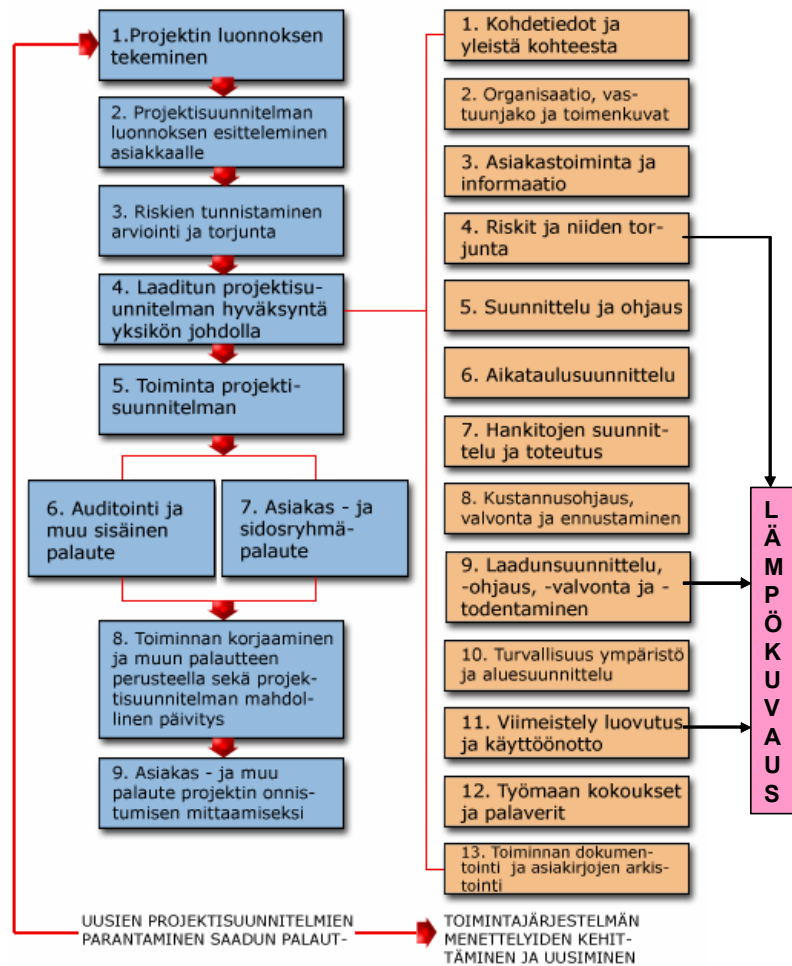 1.Projektin luonnoksen
tekeminen
2. Projektisuunnitelman
luonnoksen esitteleminen
asiakkaalle
3. Riskien tunnistaminen
arviointi ja torjunta
4. Laaditun projektisu-
unnitelman hyväksyntä
yksikön johdolla
5. Toiminta projekti-
suunnitelman
6. Auditointi ja
muu sisäinen
palaute
7. Asiakas - ja
sidosryhmä-
palaute
8. Toiminnan korjaaminen
ja muun palautteen
perusteella sekä projek-
tisuunnitelman mahdol-
linen päivitys
9. Asiakas - ja muu
palaute projektin onnis-
tumisen mittaamiseksi
1. Kohdetiedot ja
yleistä kohteesta
2. Organisaatio, vas-
tuunjako ja toimenkuvat
3. Asiakastoiminta ja
informaatio
4. Riskit ja niiden tor-
junta
5. Suunnittelu ja ohjaus
6. Aikataulusuunnittelu
7. Hankitojen suunnit-
telu ja toteutus
8. Kustannusohjaus,
valvonta ja ennustaminen
9. Laadunsuunnittelu,
-ohjaus, -valvonta ja -
todentaminen
10. Turvallisuus ympäristö
ja aluesuunnittelu
11. Viimeistely luovutus
ja käyttöönotto
12. Työmaan kokoukset
ja palaverit
13. Toiminnan dokumen-
tointi ja asiakirjojen arkis-
tointi
L
Ä
M
P
Ö
K
U
V
A
U
S
UUSIEN PROJEKTISUUNNITELMIEN
PARANTAMINEN SAADUN PALAUT-
TOIMINTAJÄRJESTELMÄN
MENETTELYIDEN KEHIT-
TÄMINEN JA UUSIMINEN